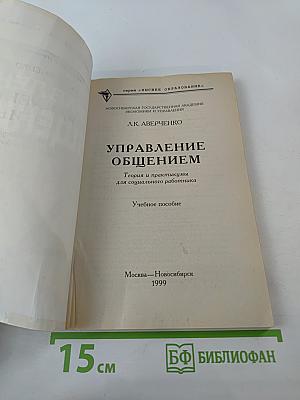 серия «ВЫСШЕЕ ОБРАЗОВАНИЕ»
НОВОСИБИРСКАЯ ГОСУДАРСТВЕННАЯ АКАДЕМИЯ
ЭКОНОМИКИ И УПРАВЛЕНИЯ
Л.К. АВЕРЧЕНКО
УПРАВЛЕНИЕ
ОБЩЕНИЕМ
Теория и практикумы
для социального работника
Учебное пособие
Москва—Новосибирск
1999
15 см
БФ БИБЛИОФАН